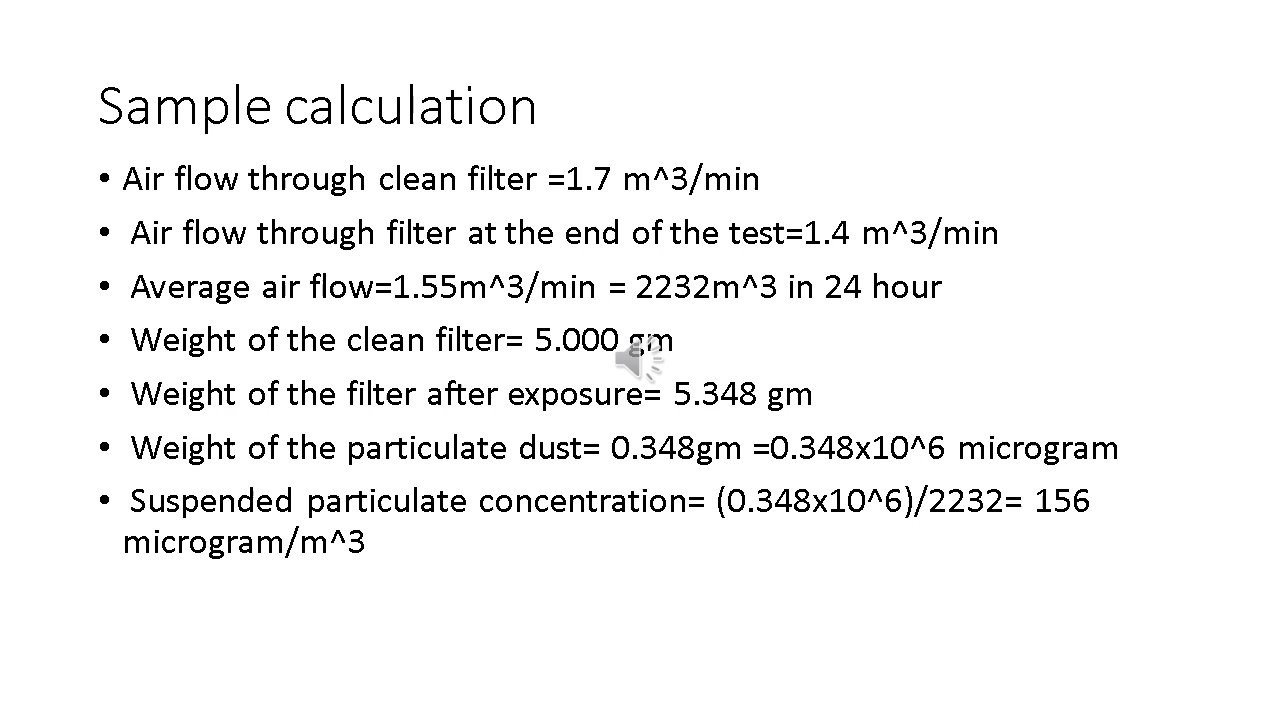 Sample calculation
• Air flow through clean filter =1.7 m^3/min
• Air flow through filter at the end of the test=1.4 m^3/min
• Average air flow=1.55m^3/min = 2232m^3 in 24 hour
• Weight of the clean filter= 5.000 gm
• Weight of the filter after exposure= 5.348 gm
• Weight of the particulate dust= 0.348gm =0.348x10^6 microgram
• Suspended particulate concentration= (0.348x10^6)/2232= 156
microgram/m^3